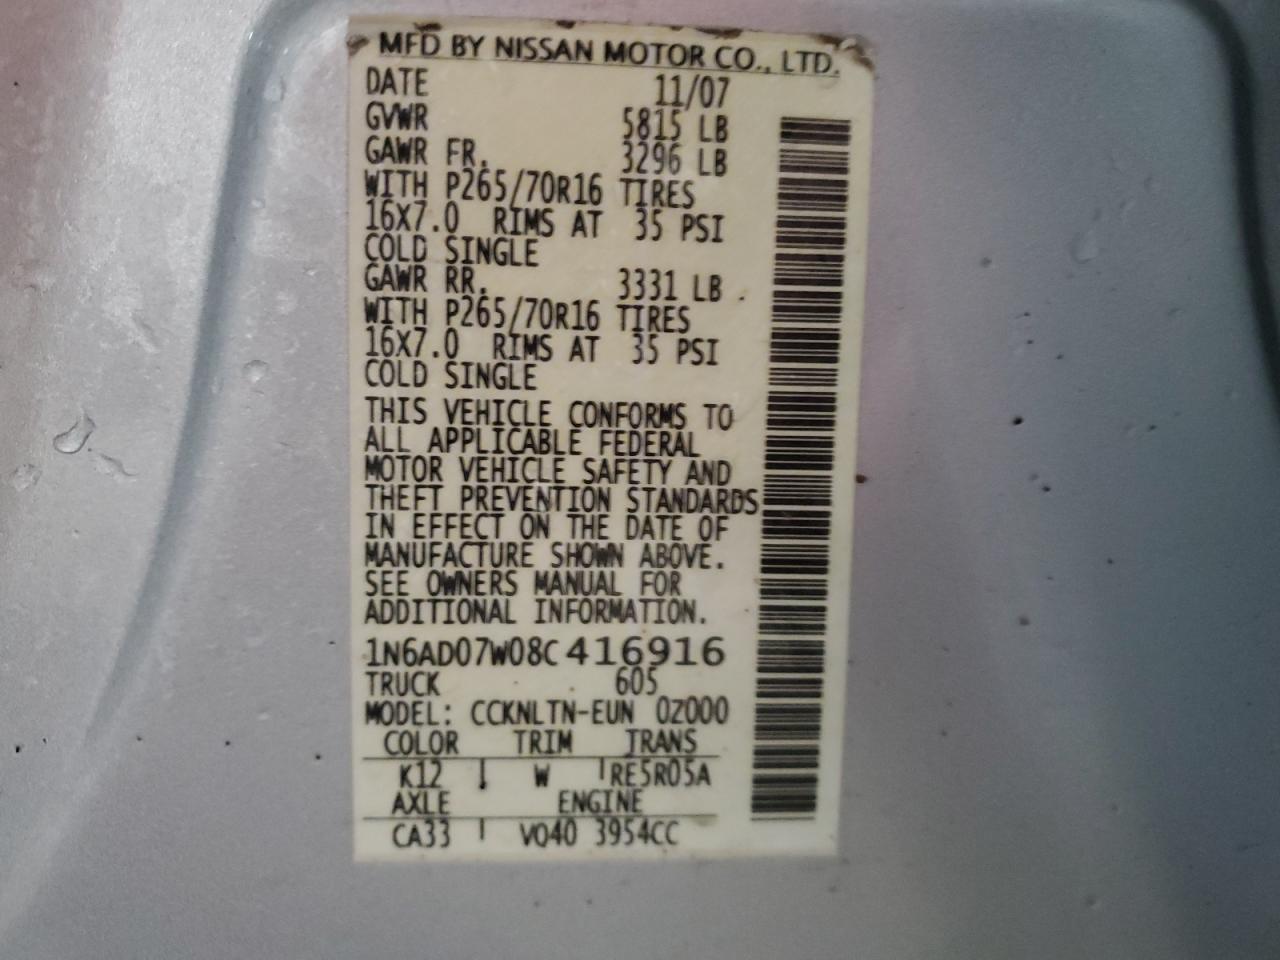 MFD BY NISSAN MOTOR CO., LTD.
DATE 11/07
GVWR 5815 LB
GAWR FR. 3296 LB
WITH P265/70R16 TIRES
16X7.0 RIMS AT 35 PSI
COLD SINGLE
GAWR RR. 3331 LB
WITH P265/70R16 TIRES
16X7.0 RIMS AT 35 PSI
COLD SINGLE
THIS VEHICLE CONFORMS TO
ALL APPLICABLE FEDERAL
MOTOR VEHICLE SAFETY AND
THEFT PREVENTION STANDARDS
IN EFFECT ON THE DATE OF
MANUFACTURE SHOWN ABOVE.
SEE OWNERS MANUAL FOR
ADDITIONAL INFORMATION.
1N6AD07W08C416916
TRUCK 605
MODEL: CCKNLTN-EUN 0Z000
COLOR TRIM TRANS
K12 W RE5R05A
AXLE ENGINE
CA33 VQ40 3954CC